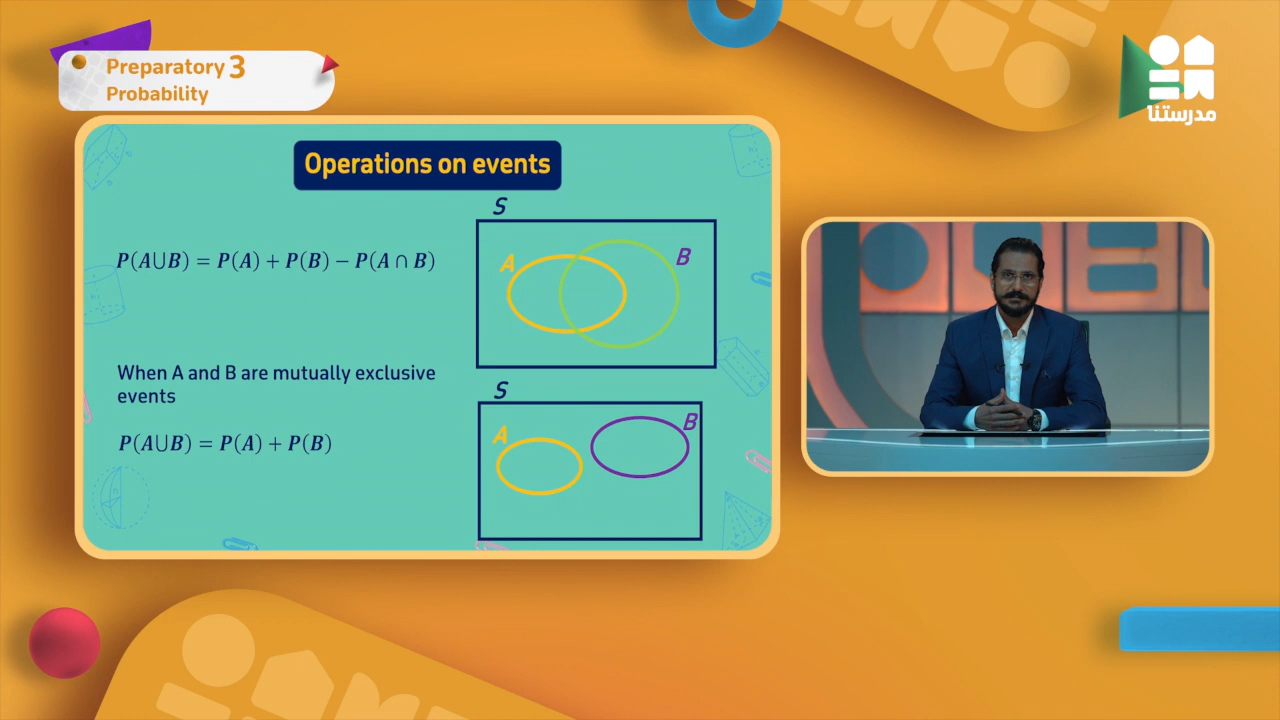 Preparatory 3
Probability
مدرستنا
Operations on events
S
P(A∪B) = P(A) + P(B) − P(A ∩ B)
A
B
When A and B are mutually exclusive
events
S
P(A∪B) = P(A) + P(B)
A
B